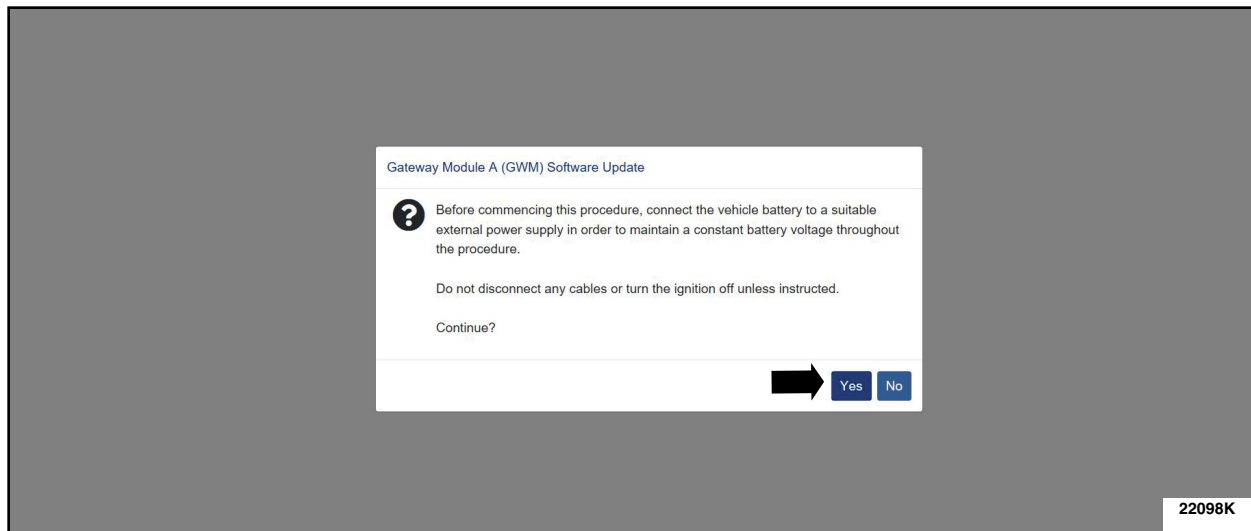 Gateway Module A (GWM) Software Update
Before commencing this procedure, connect the vehicle battery to a suitable
external power supply in order to maintain a constant battery voltage throughout
the procedure.
Do not disconnect any cables or turn the ignition off unless instructed.
Continue?
Yes No
22098K